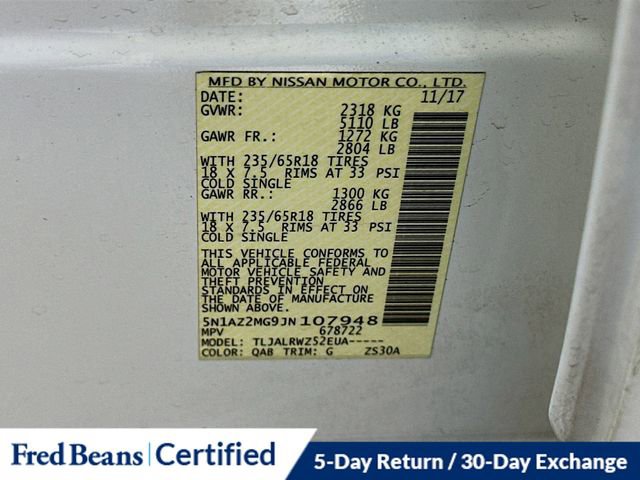 MFD BY NISSAN MOTOR CO., LTD.
DATE: 11/17
GVWR: 2318 KG
5110 LB
GAWR FR.: 1272 KG
2804 LB
WITH 235/65R18 TIRES
18 X 7.5 RIMS AT 33 PSI
COLD SINGLE
GAWR RR.: 1300 KG
2866 LB
WITH 235/65R18 TIRES
18 X 7.5 RIMS AT 33 PSI
COLD SINGLE
THIS VEHICLE CONFORMS TO
ALL APPLICABLE FEDERAL
MOTOR VEHICLE SAFETY AND
THEFT PREVENTION
STANDARDS IN EFFECT ON
THE DATE OF MANUFACTURE
SHOWN ABOVE.
5N1AZ2MG9JN107948
MPV 678722
MODEL: TLJALRWZ52EUA-----
COLOR: QAB TRIM: G ZS30A
Fred Beans Certified
5-Day Return / 30-Day Exchange